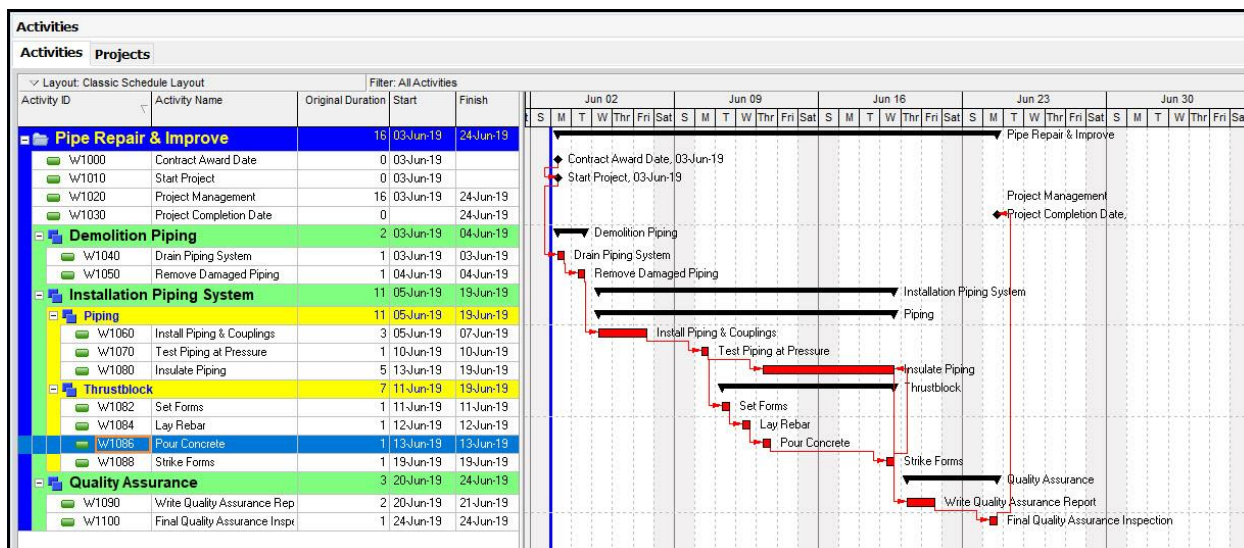 Activities
Activities Projects
Layout: Classic Schedule Layout Filter: All Activities
Activity ID Activity Name Original Duration Start Finish Jun 02 Jun 09 Jun 16 Jun 23 Jun 30
S M T W Thr Fri Sat S M T W Thr Fri Sat S M T W Thr Fri Sat S M T W Thr Fri Sat S M T W Thr Fri Sa
Pipe Repair & Improve 16 03-Jun-19 24-Jun-19 Pipe Repair & Improve
W1000 Contract Award Date 0 03-Jun-19 Contract Award Date, 03-Jun-19
W1010 Start Project 0 03-Jun-19 Start Project, 03-Jun-19
W1020 Project Management 16 03-Jun-19 24-Jun-19 Project Management
W1030 Project Completion Date 0 24-Jun-19 Project Completion Date,
Demolition Piping 2 03-Jun-19 04-Jun-19 Demolition Piping
W1040 Drain Piping System 1 03-Jun-19 03-Jun-19 Drain Piping System
W1050 Remove Damaged Piping 1 04-Jun-19 04-Jun-19 Remove Damaged Piping
Installation Piping System 11 05-Jun-19 19-Jun-19 Installation Piping System
Piping 11 05-Jun-19 19-Jun-19 Piping
W1060 Install Piping & Couplings 3 05-Jun-19 07-Jun-19 Install Piping & Couplings
W1070 Test Piping at Pressure 1 10-Jun-19 10-Jun-19 Test Piping at Pressure
W1080 Insulate Piping 5 13-Jun-19 19-Jun-19 Insulate Piping
Thrustblock 7 11-Jun-19 19-Jun-19 Thrustblock
W1082 Set Forms 1 11-Jun-19 11-Jun-19 Set Forms
W1084 Lay Rebar 1 12-Jun-19 12-Jun-19 Lay Rebar
W1086 Pour Concrete 1 13-Jun-19 13-Jun-19 Pour Concrete
W1088 Strike Forms 1 19-Jun-19 19-Jun-19 Strike Forms
Quality Assurance 3 20-Jun-19 24-Jun-19 Quality Assurance
W1090 Write Quality Assurance Rep 2 20-Jun-19 21-Jun-19 Write Quality Assurance Report
W1100 Final Quality Assurance Inspe 1 24-Jun-19 24-Jun-19 Final Quality Assurance Inspection